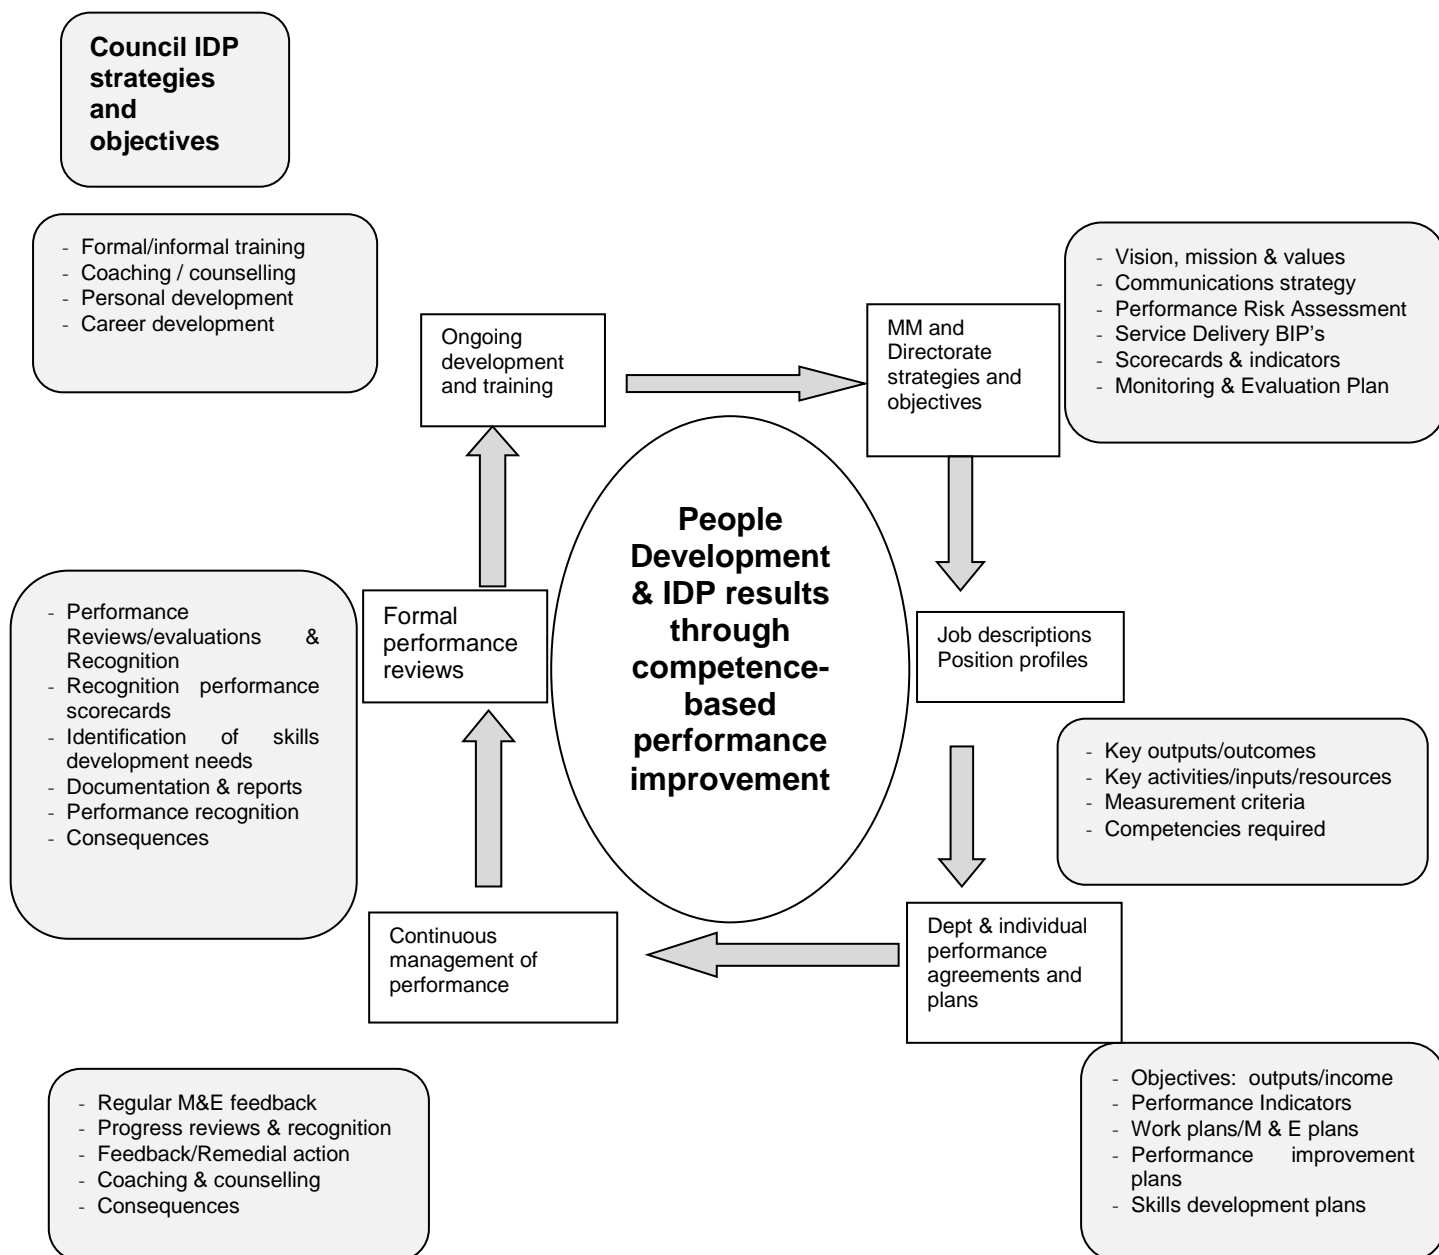 Council IDP
strategies
and
objectives
- Formal/informal training
- Coaching / counselling
- Personal development
- Career development
Ongoing
development
and training
MM and
Directorate
strategies and
objectives
- Vision, mission & values
- Communications strategy
- Performance Risk Assessment
- Service Delivery BIP's
- Scorecards & indicators
- Monitoring & Evaluation Plan
People
Development
& IDP results
through
competence-
based
performance
improvement
- Performance
Reviews/evaluations &
Recognition
- Recognition performance
scorecards
- Identification of skills
development needs
- Documentation & reports
- Performance recognition
- Consequences
Formal
performance
reviews
Job descriptions
Position profiles
- Key outputs/outcomes
- Key activities/inputs/resources
- Measurement criteria
- Competencies required
Continuous
management of
performance
Dept & individual
performance
agreements and
plans
- Regular M&E feedback
- Progress reviews & recognition
- Feedback/Remedial action
- Coaching & counselling
- Consequences
- Objectives: outputs/income
- Performance Indicators
- Work plans/M & E plans
- Performance improvement
plans
- Skills development plans